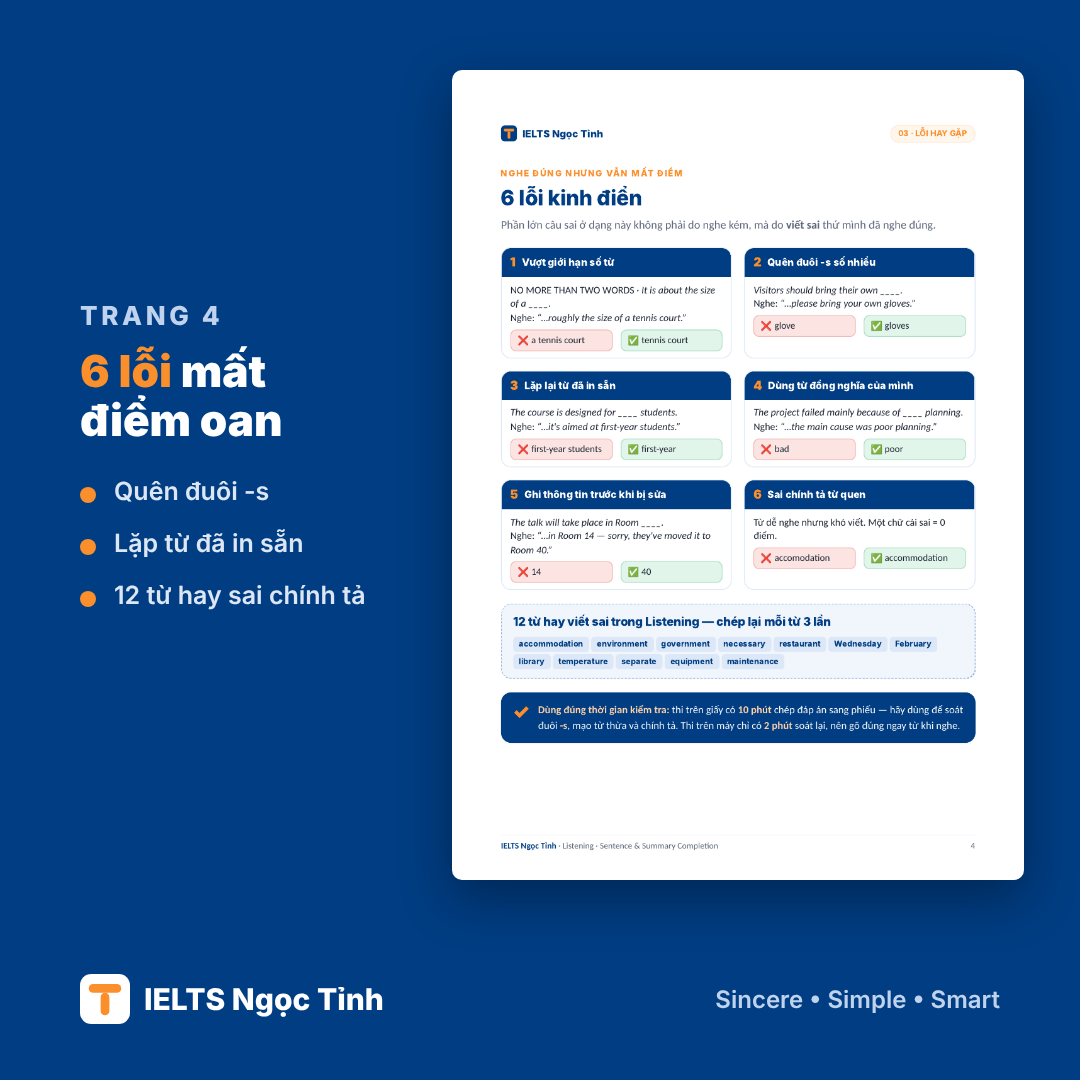 TRANG 4
6 lỗi mất
điểm oan
Quên đuôi -s
Lặp từ đã in sẵn
12 từ hay sai chính tả
IELTS Ngọc Tỉnh
03 · LỖI HAY GẶP
NGHE ĐÚNG NHƯNG VẪN MẤT ĐIỂM
6 lỗi kinh điển
Phần lớn câu sai ở dạng này không phải do nghe kém, mà do viết sai thứ mình đã nghe đúng.
1 Vượt giới hạn số từ
NO MORE THAN TWO WORDS · It is about the size
of a ____.
Nghe: “…roughly the size of a tennis court.”
❌ a tennis court
✅ tennis court
2 Quên đuôi -s số nhiều
Visitors should bring their own ____.
Nghe: “…please bring your own gloves.”
❌ glove
✅ gloves
3 Lặp lại từ đã in sẵn
The course is designed for ____ students.
Nghe: “…it's aimed at first-year students.”
❌ first-year students
✅ first-year
4 Dùng từ đồng nghĩa của mình
The project failed mainly because of ____ planning.
Nghe: “…the main cause was poor planning.”
❌ bad
✅ poor
5 Ghi thông tin trước khi bị sửa
The talk will take place in Room ____.
Nghe: “…in Room 14 — sorry, they've moved it to
Room 40.”
❌ 14
✅ 40
6 Sai chính tả từ quen
Từ dễ nghe nhưng khó viết. Một chữ cái sai = 0
điểm.
❌ accomodation
✅ accommodation
12 từ hay viết sai trong Listening — chép lại mỗi từ 3 lần
accommodation environment government necessary restaurant Wednesday February
library temperature separate equipment maintenance
Dùng đúng thời gian kiểm tra: thi trên giấy có 10 phút chép đáp án sang phiếu — hãy dùng để soát
đuôi -s, mạo từ thừa và chính tả. Thi trên máy chỉ có 2 phút soát lại, nên gõ đúng ngay từ khi nghe.
IELTS Ngọc Tỉnh · Listening · Sentence & Summary Completion
4
IELTS Ngọc Tỉnh
Sincere • Simple • Smart